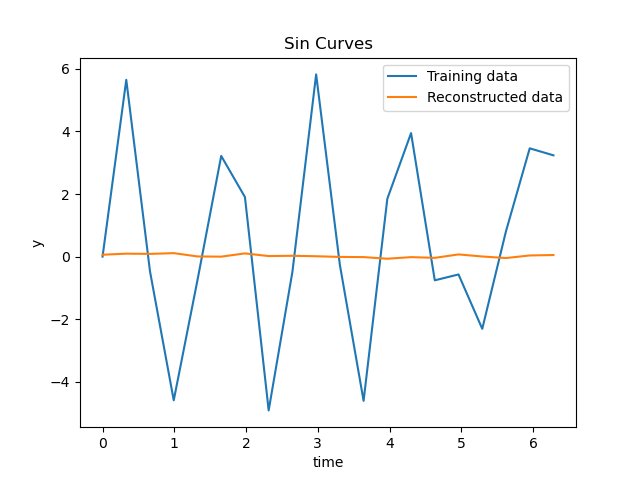 Sin Curves
Training data
Reconstructed data
6
4
2
0
−2
−4
y
0 1 2 3 4 5 6
time